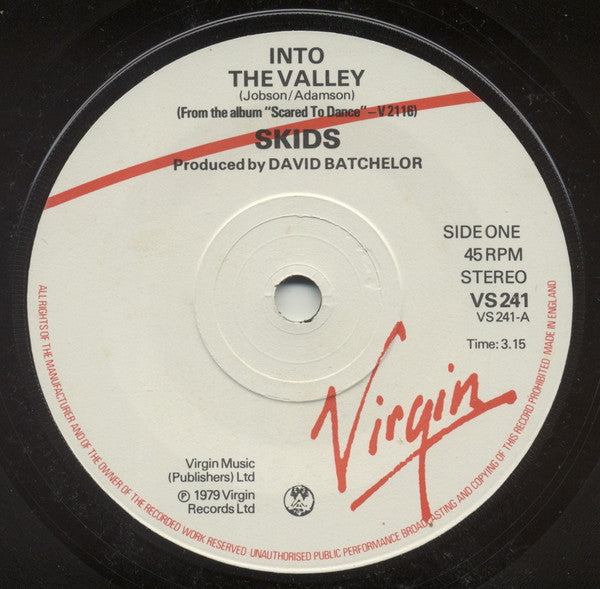 INTO
THE VALLEY
(Jobson/Adamson)
(From the album "Scared To Dance"-V 2116)
SKIDS
Produced by DAVID BATCHELOR
SIDE ONE
45 RPM
STEREO
VS 241
VS 241-A
Time: 3.15
Virgin
Virgin Music
(Publishers) Ltd
℗ 1979 Virgin
Records Ltd
ALL RIGHTS OF THE MANUFACTURER AND OF THE OWNER OF THE RECORDED WORK RESERVED UNAUTHORISED PUBLIC PERFORMANCE BROADCASTING AND COPYING OF THIS RECORD PROHIBITED MADE IN ENGLAND